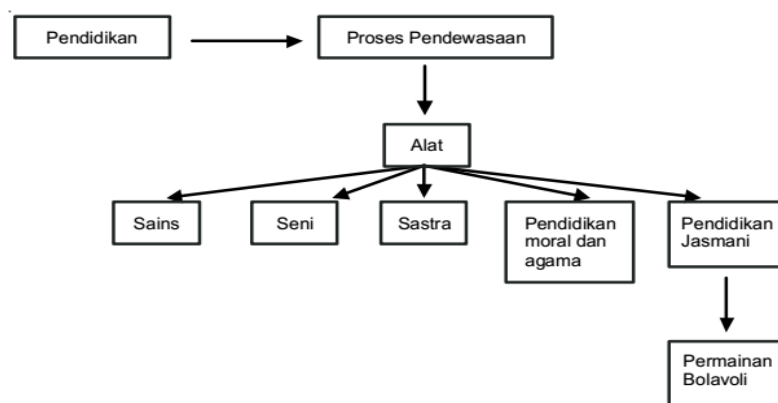 Pendidikan
Proses Pendewasaan
Alat
Sains
Seni
Sastra
Pendidikan
moral dan
agama
Pendidikan
Jasmani
Permainan
Bolavoli